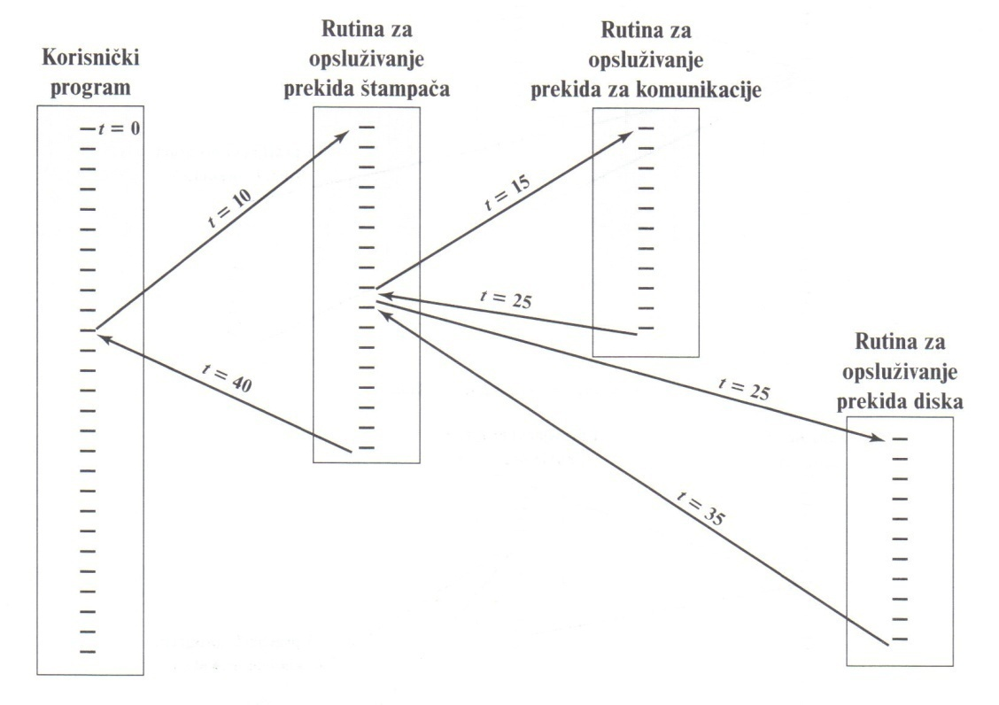 Korisnički
program
t = 0
Rutina za
opsluživanje
prekida štampača
Rutina za
opsluživanje
prekida za komunikacije
Rutina za
opsluživanje
prekida diska
t = 10
t = 15
t = 25
t = 25
t = 40
t = 35